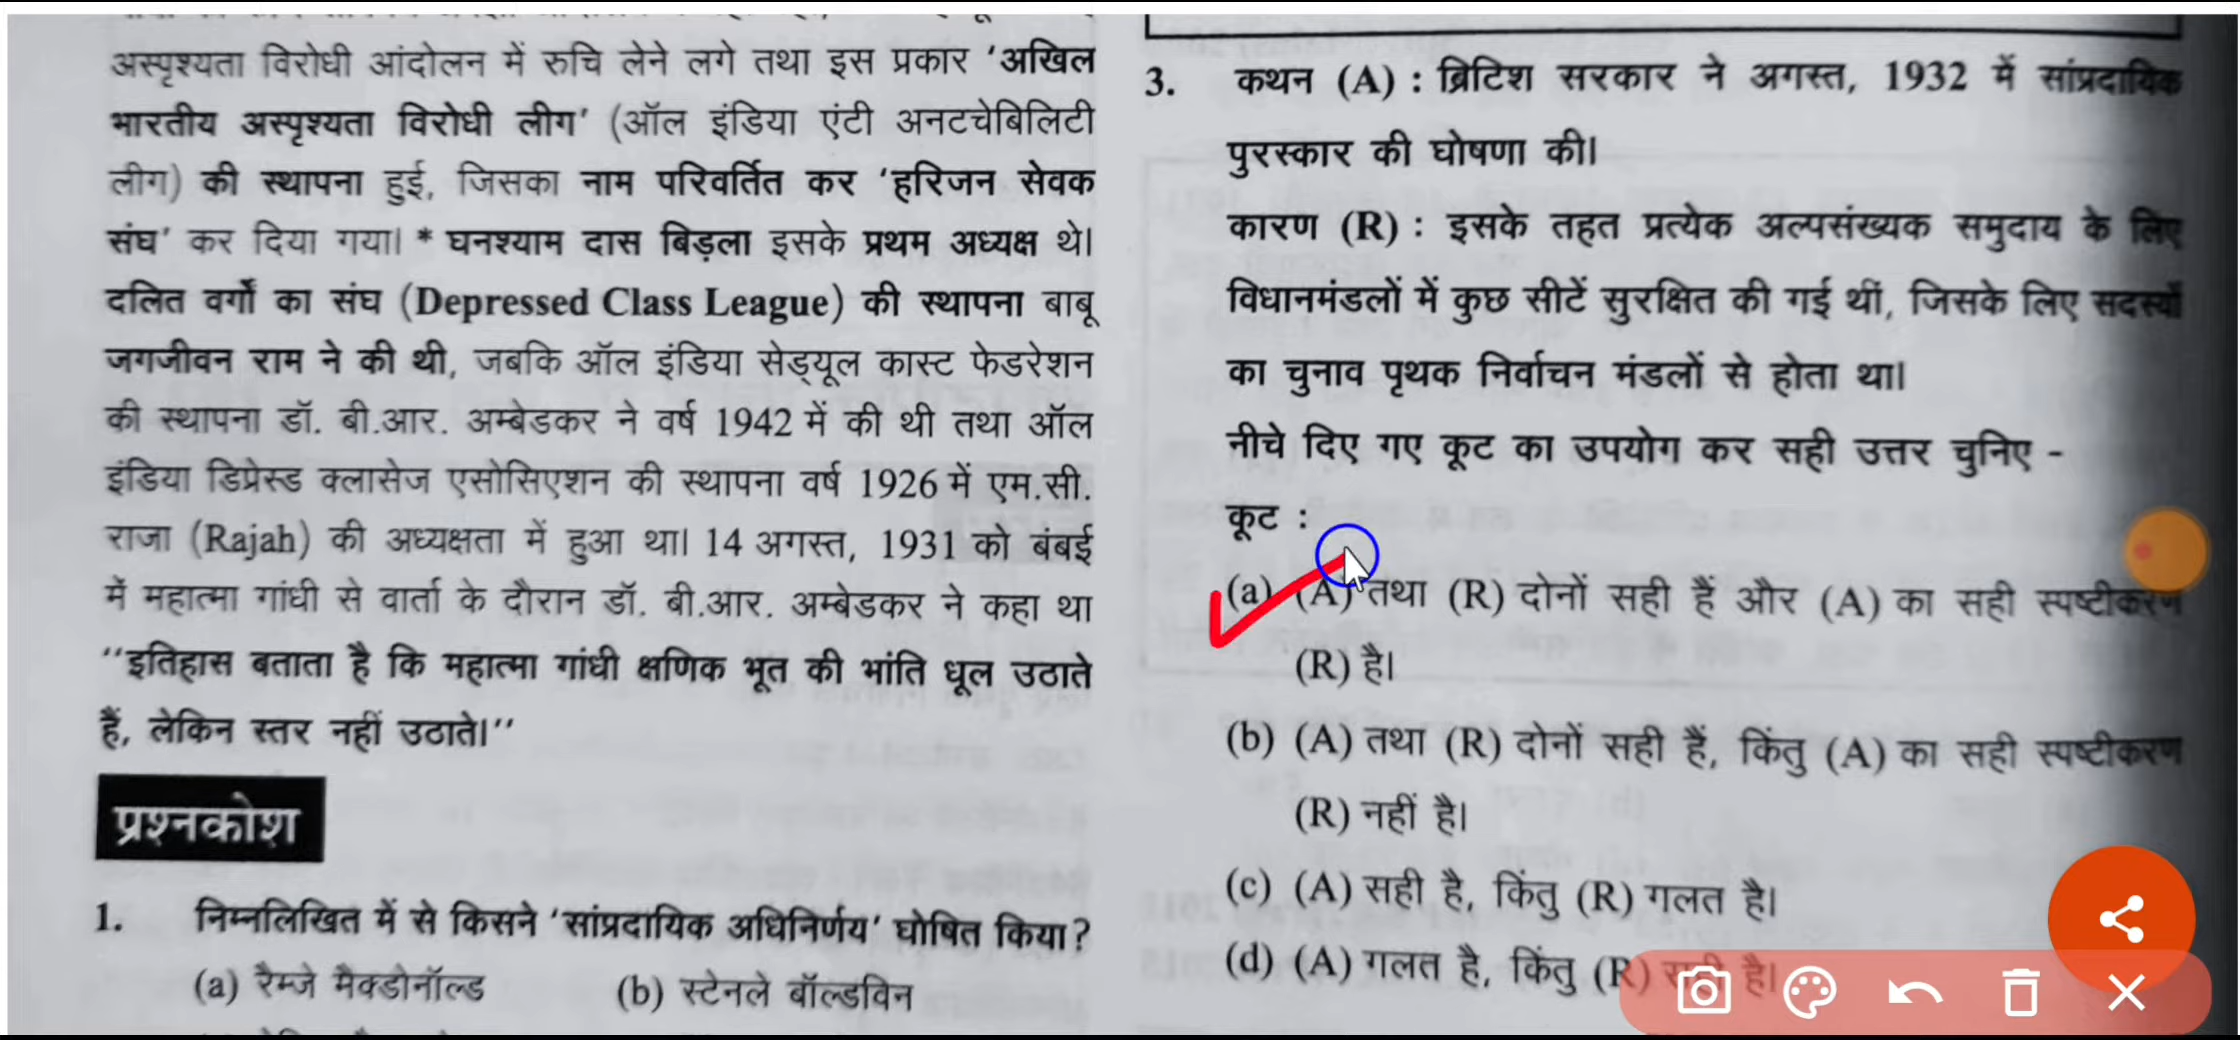 अस्पृश्यता विरोधी आंदोलन में रुचि लेने लगे तथा इस प्रकार ‘अखिल
भारतीय अस्पृश्यता विरोधी लीग’ (ऑल इंडिया एंटी अनटचेबिलिटी
लीग) की स्थापना हुई, जिसका नाम परिवर्तित कर ‘हरिजन सेवक
संघ’ कर दिया गया। * घनश्याम दास बिड़ला इसके प्रथम अध्यक्ष थे।
दलित वर्गों का संघ (Depressed Class League) की स्थापना बाबू
जगजीवन राम ने की थी, जबकि ऑल इंडिया सेड्यूल कास्ट फेडरेशन
की स्थापना डॉ. बी.आर. अम्बेडकर ने वर्ष 1942 में की थी तथा ऑल
इंडिया डिप्रेस्ड क्लासेज एसोसिएशन की स्थापना वर्ष 1926 में एम.सी.
राजा (Rajah) की अध्यक्षता में हुआ था। 14 अगस्त, 1931 को बंबई
में महात्मा गांधी से वार्ता के दौरान डॉ. बी.आर. अम्बेडकर ने कहा था
‘‘इतिहास बताता है कि महात्मा गांधी क्षणिक भूत की भांति धूल उठाते
हैं, लेकिन स्तर नहीं उठाते।’’
प्रश्नकोश
1. निम्नलिखित में से किसने ‘सांप्रदायिक अधिनिर्णय’ घोषित किया?
(a) रैम्जे मैक्डोनॉल्ड (b) स्टेनले बॉल्डविन
3. कथन (A) : ब्रिटिश सरकार ने अगस्त, 1932 में सांप्रदायिक
पुरस्कार की घोषणा की।
कारण (R) : इसके तहत प्रत्येक अल्पसंख्यक समुदाय के लिए
विधानमंडलों में कुछ सीटें सुरक्षित की गई थीं, जिसके लिए सदस्यों
का चुनाव पृथक निर्वाचन मंडलों से होता था।
नीचे दिए गए कूट का उपयोग कर सही उत्तर चुनिए -
कूट :
(a) (A) तथा (R) दोनों सही हैं और (A) का सही स्पष्टीकरण
(R) है।
(b) (A) तथा (R) दोनों सही हैं, किंतु (A) का सही स्पष्टीकरण
(R) नहीं है।
(c) (A) सही है, किंतु (R) गलत है।
(d) (A) गलत है, किंतु (R) सही है।